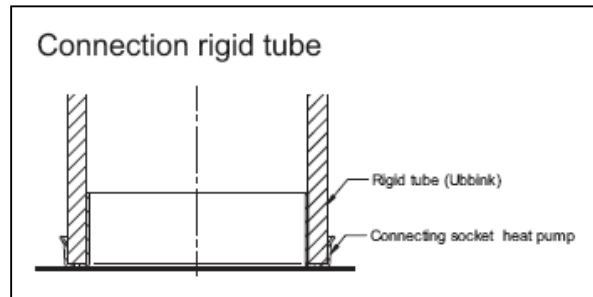 Connection rigid tube
Rigid tube (Ubbink)
Connecting socket heat pump